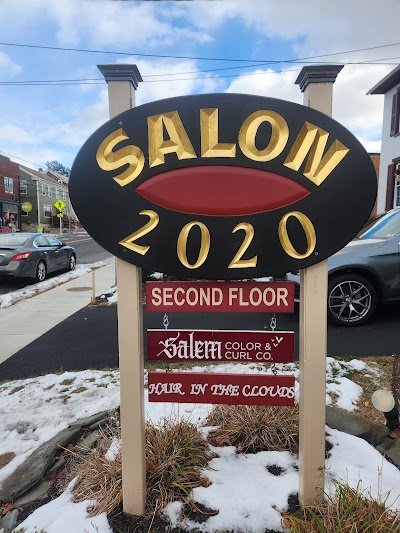 SALON
2020
SECOND FLOOR
Salem COLOR &
CURL CO.
HAIR IN THE CLOUDS